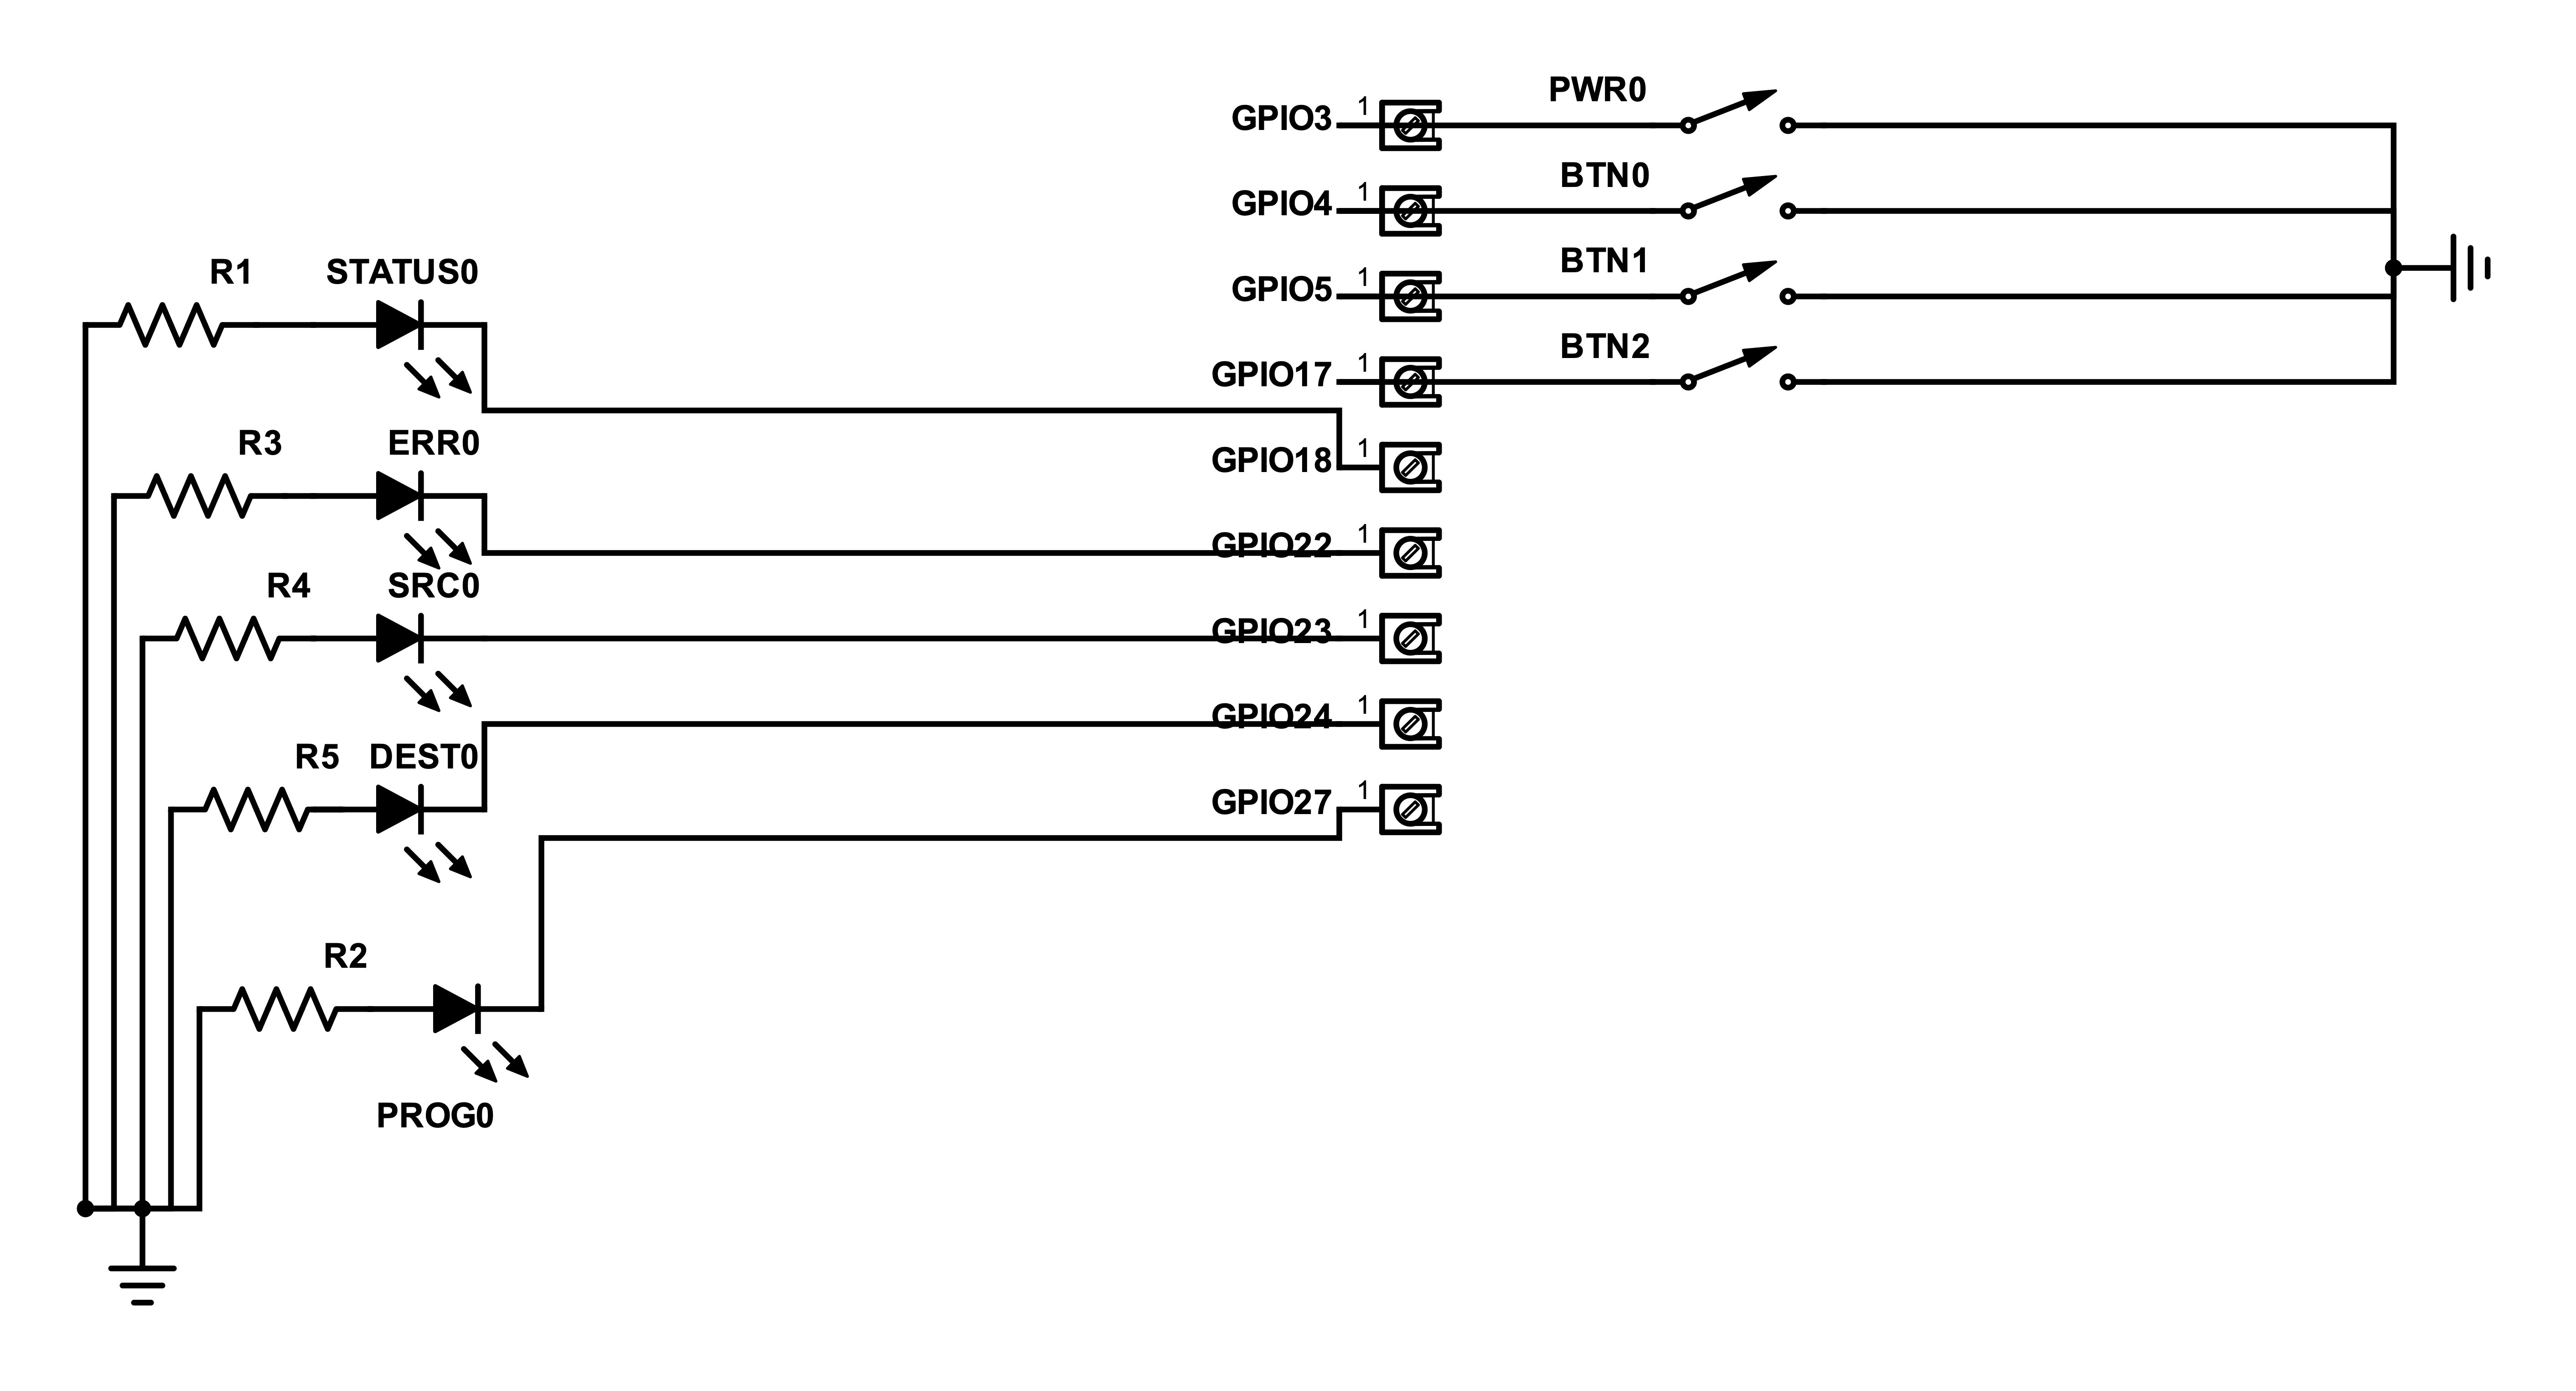 PWR0
GPIO3 1
BTN0
GPIO4 1
BTN1
GPIO5 1
R1 STATUS0
BTN2
GPIO17 1
R3 ERR0
GPIO18 1
GPIO22 1
R4 SRC0
GPIO23 1
GPIO24 1
R5 DEST0
GPIO27 1
R2
PROG0